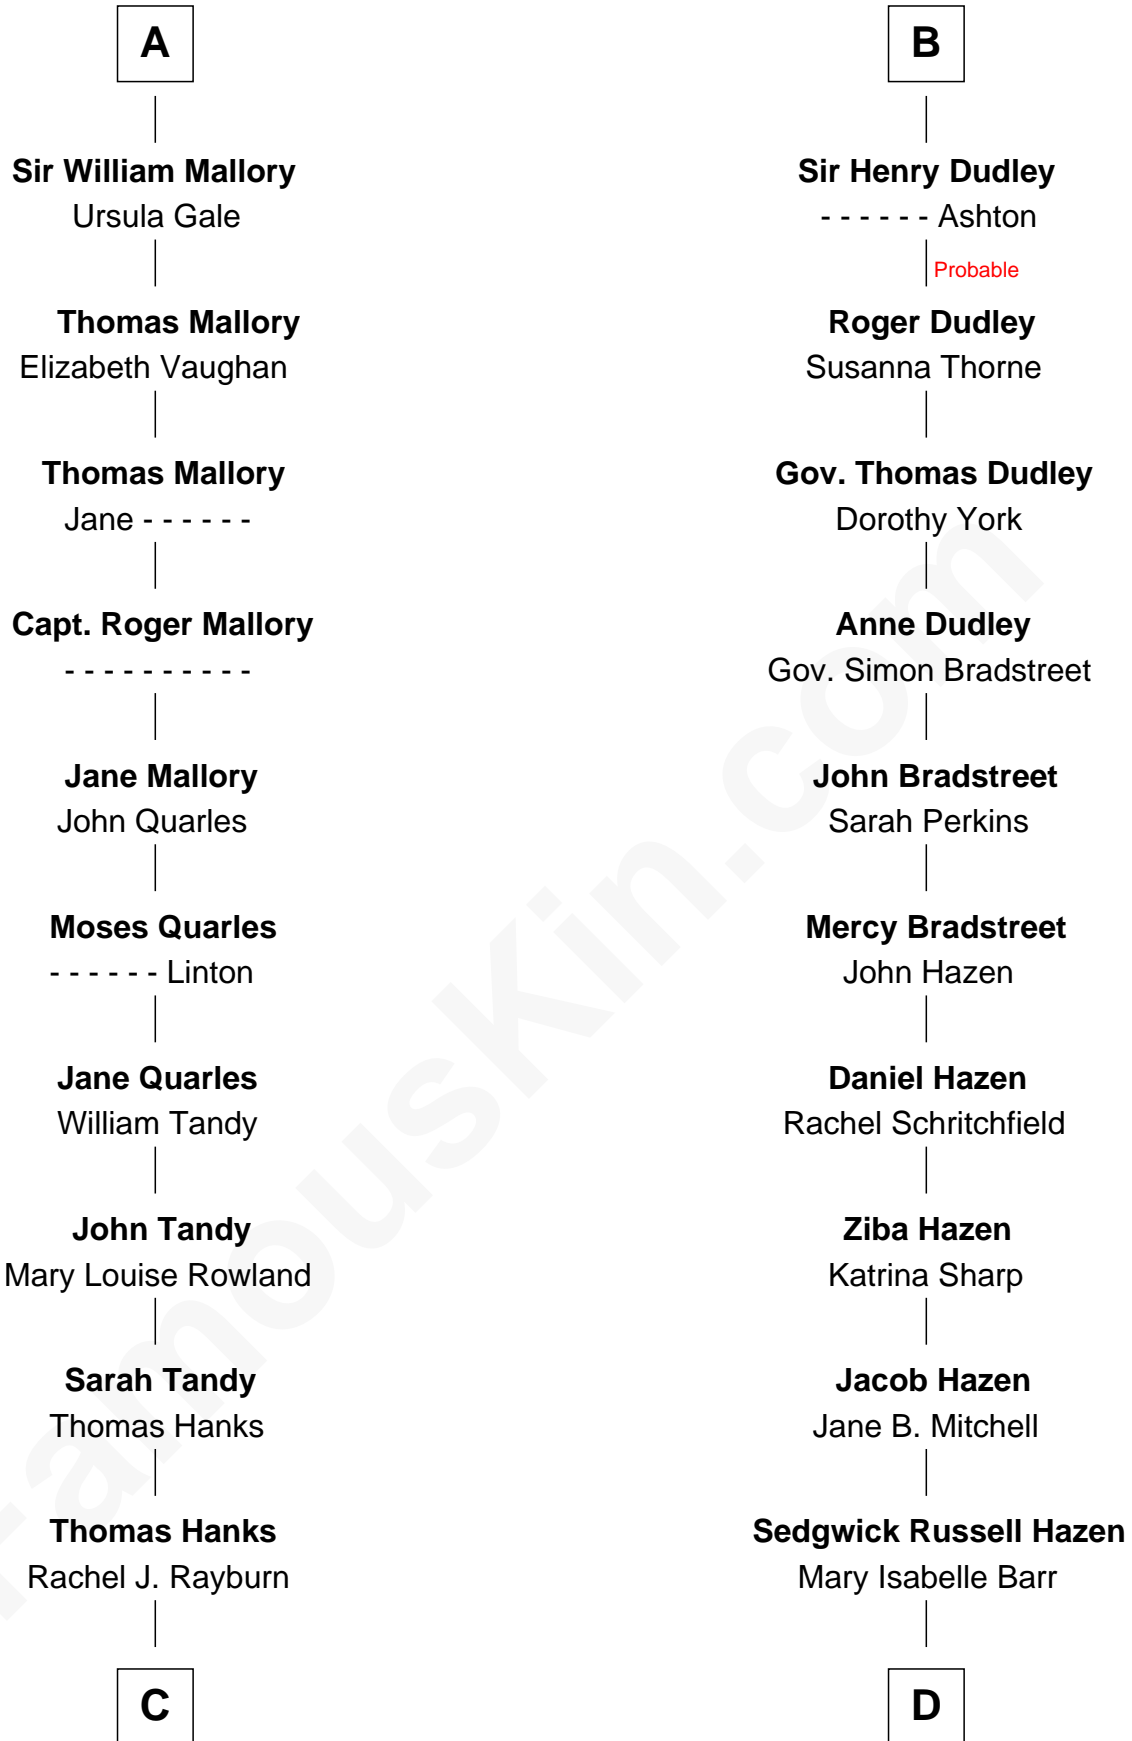 A
Sir William Mallory
Ursula Gale
Thomas Mallory
Elizabeth Vaughan
Thomas Mallory
Jane - - - - - -
Capt. Roger Mallory
- - - - - - - - - -
Jane Mallory
John Quarles
Moses Quarles
- - - - - - Linton
Jane Quarles
William Tandy
John Tandy
Mary Louise Rowland
Sarah Tandy
Thomas Hanks
Thomas Hanks
Rachel J. Rayburn
C
B
Sir Henry Dudley
- - - - - - Ashton
Probable
Roger Dudley
Susanna Thorne
Gov. Thomas Dudley
Dorothy York
Anne Dudley
Gov. Simon Bradstreet
John Bradstreet
Sarah Perkins
Mercy Bradstreet
John Hazen
Daniel Hazen
Rachel Schritchfield
Ziba Hazen
Katrina Sharp
Jacob Hazen
Jane B. Mitchell
Sedgwick Russell Hazen
Mary Isabelle Barr
D
FamousKin.com